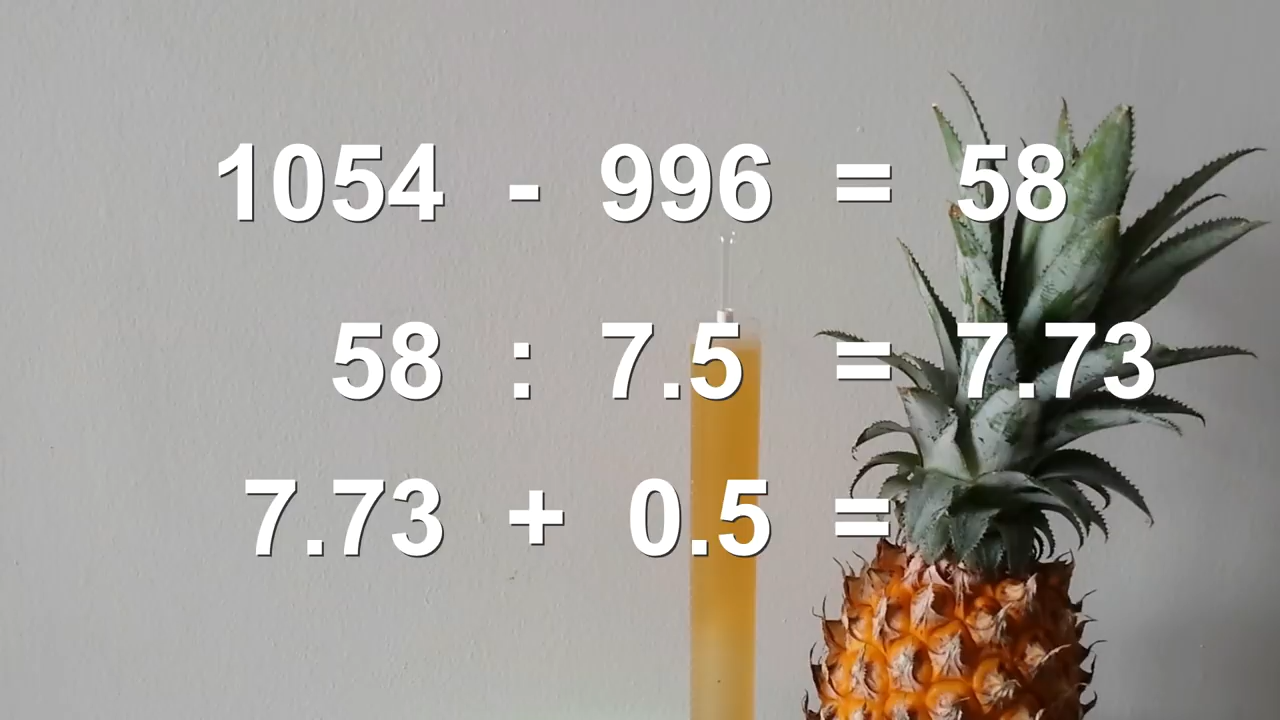 1054 - 996 = 58
58 : 7.5 = 7.73
7.73 + 0.5 =